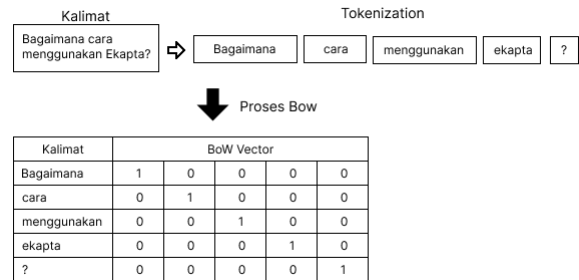 Kalimat
Tokenization
Bagaimana cara
menggunakan Ekapta?
Bagaimana cara menggunakan ekapta ?
Proses Bow
Kalimat BoW Vector
Bagaimana 1 0 0 0 0
cara 0 1 0 0 0
menggunakan 0 0 1 0 0
ekapta 0 0 0 1 0
? 0 0 0 0 1